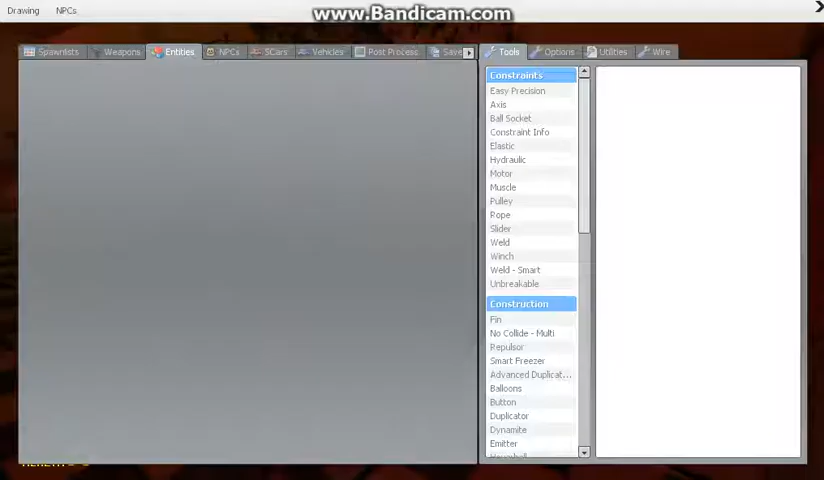 www.Bandicam.com
Drawing NPCs
Spawnlists Weapons Entities NPCs SCars Vehicles Post Process Save Tools Options Utilities Wire
Constraints
Easy Precision
Axis
Ball Socket
Constraint Info
Elastic
Hydraulic
Motor
Muscle
Pulley
Rope
Slider
Weld
Winch
Weld - Smart
Unbreakable
Construction
Fin
No Collide - Multi
Repulsor
Smart Freezer
Advanced Duplicat...
Balloons
Button
Duplicator
Dynamite
Emitter